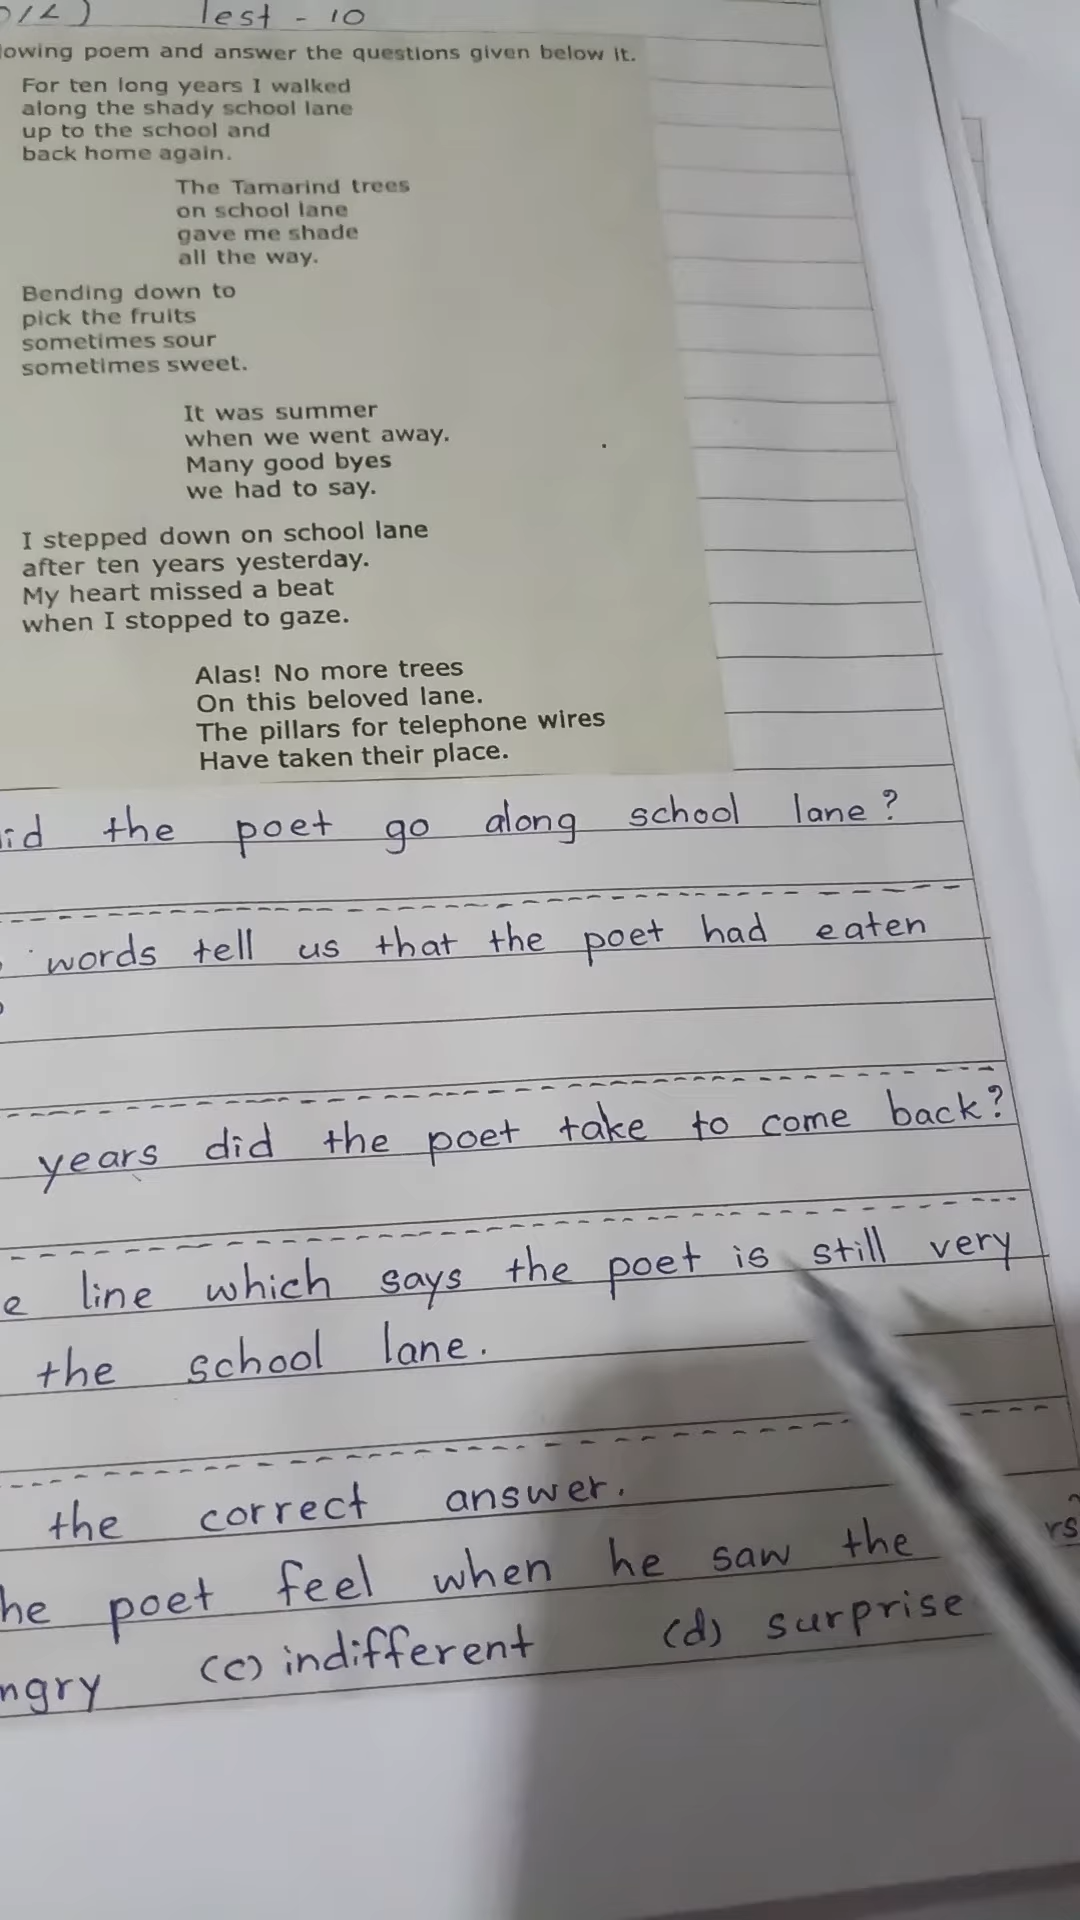 Test - 10
lowing poem and answer the questions given below it.
For ten long years I walked
along the shady school lane
up to the school and
back home again.
The Tamarind trees
on school lane
gave me shade
all the way.
Bending down to
pick the fruits
sometimes sour
sometimes sweet.
It was summer
when we went away.
Many good byes
we had to say.
I stepped down on school lane
after ten years yesterday.
My heart missed a beat
when I stopped to gaze.
Alas! No more trees
On this beloved lane.
The pillars for telephone wires
Have taken their place.
id the poet go along school lane?
words tell us that the poet had eaten
years did the poet take to come back?
e line which says the poet is still very
the school lane.
the correct answer.
he poet feel when he saw the rs
ngry (c) indifferent (d) surprise